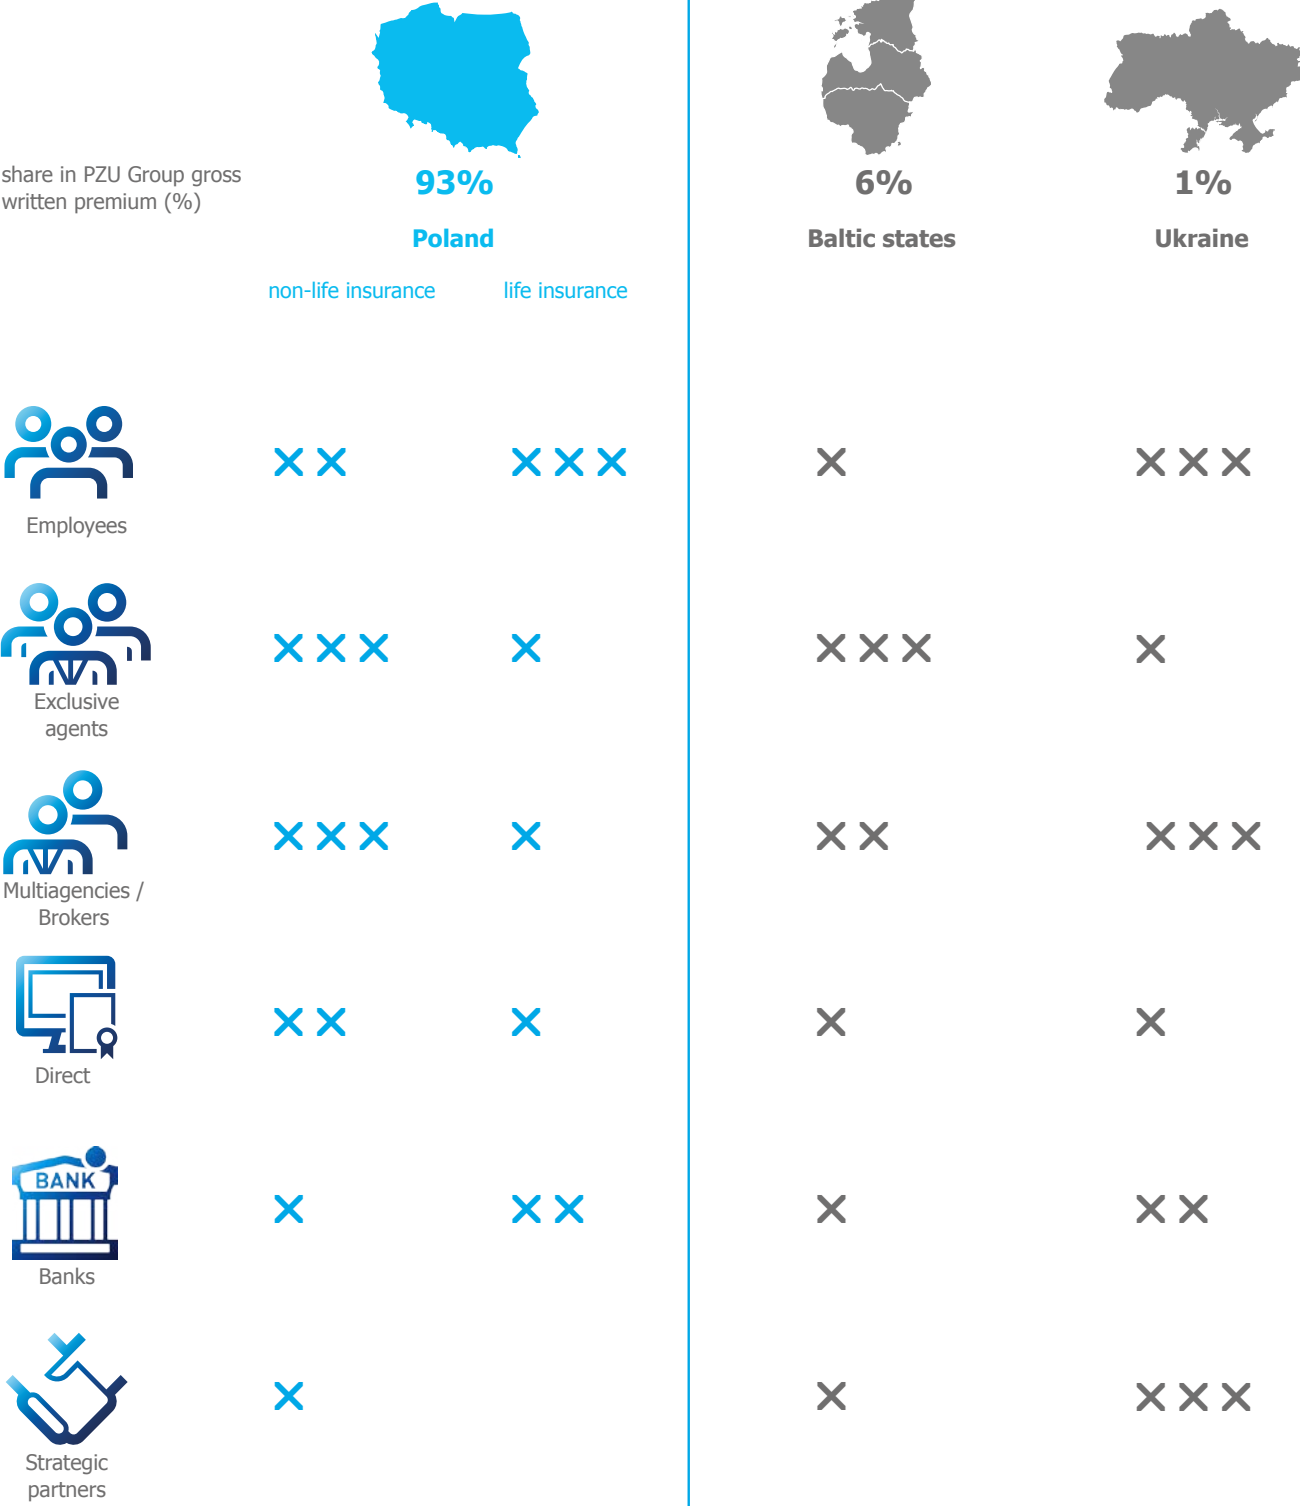 share in PZU Group gross
written premium (%)
93%
6%
1%
Poland
Baltic states
Ukraine
non-life insurance
life insurance
Employees
Exclusive
agents
Multiagencies /
Brokers
Direct
BANK
Banks
Strategic
partners